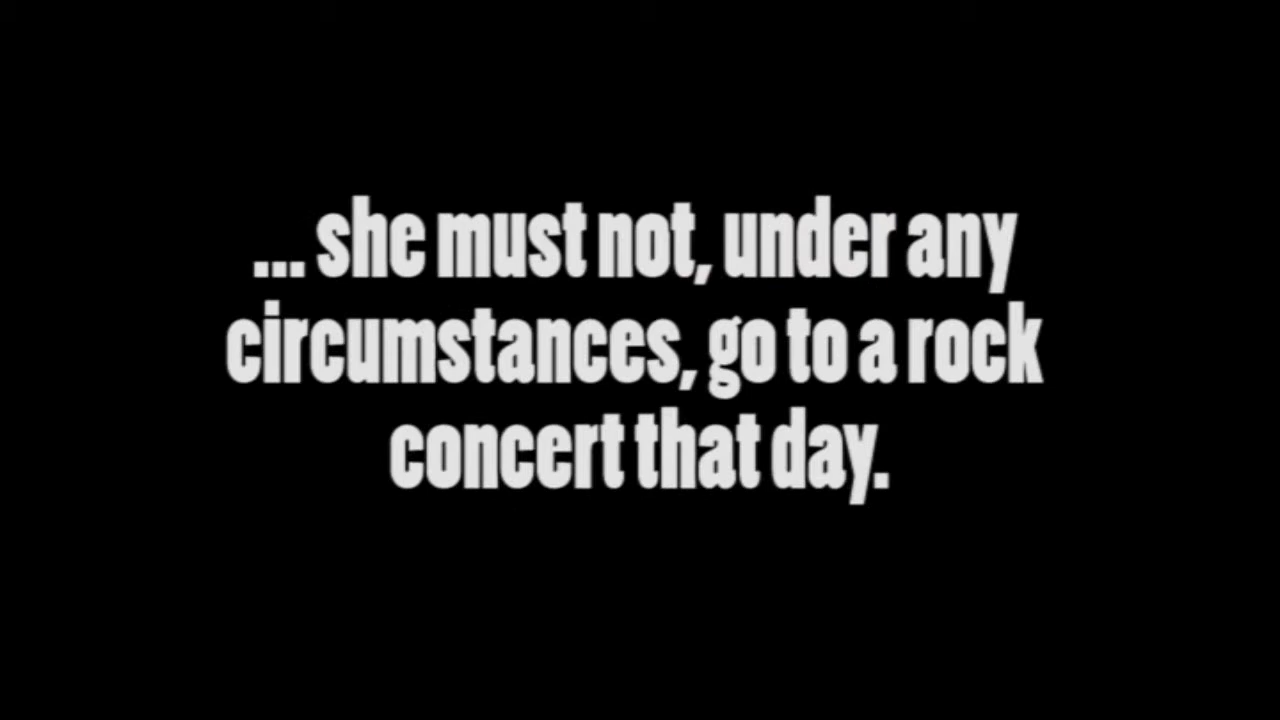 ... she must not, under any
circumstances, go to a rock
concert that day.